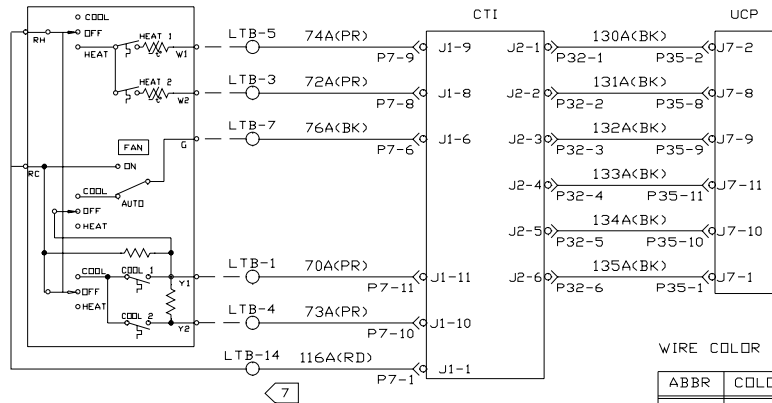 CTI
UCP
COOL
OFF
RH
HEAT
HEAT 1
W1
LTB-5
74A(PR)
P7-9
J1-9
J2-1
130A(BK)
P32-1
P35-2
J7-2
HEAT 2
W2
LTB-3
72A(PR)
P7-8
J1-8
J2-2
131A(BK)
P32-2
P35-8
J7-8
G
LTB-7
76A(BK)
P7-6
J1-6
J2-3
132A(BK)
P32-3
P35-9
J7-9
FAN
RC
ON
COOL
AUTO
OFF
HEAT
J2-4
133A(BK)
P32-4
P35-11
J7-11
J2-5
134A(BK)
P32-5
P35-10
J7-10
COOL
COOL 1
OFF
HEAT
Y1
LTB-1
70A(PR)
P7-11
J1-11
J2-6
135A(BK)
P32-6
P35-1
J7-1
COOL 2
Y2
LTB-4
73A(PR)
P7-10
J1-10
LTB-14
116A(RD)
P7-1
J1-1
7
WIRE COLOR
ABBR
COLO